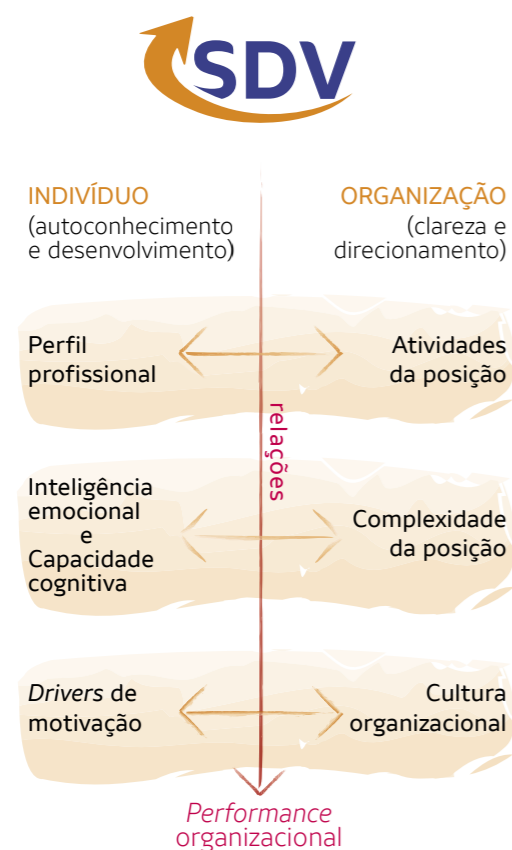 SDV
INDIVÍDUO
(autoconhecimento
e desenvolvimento)
ORGANIZAÇÃO
(clareza e
direcionamento)
Perfil
profissional
Atividades
da posição
relações
Inteligência
emocional
e
Capacidade
cognitiva
Complexidade
da posição
Drivers de
motivação
Cultura
organizacional
Performance
organizacional